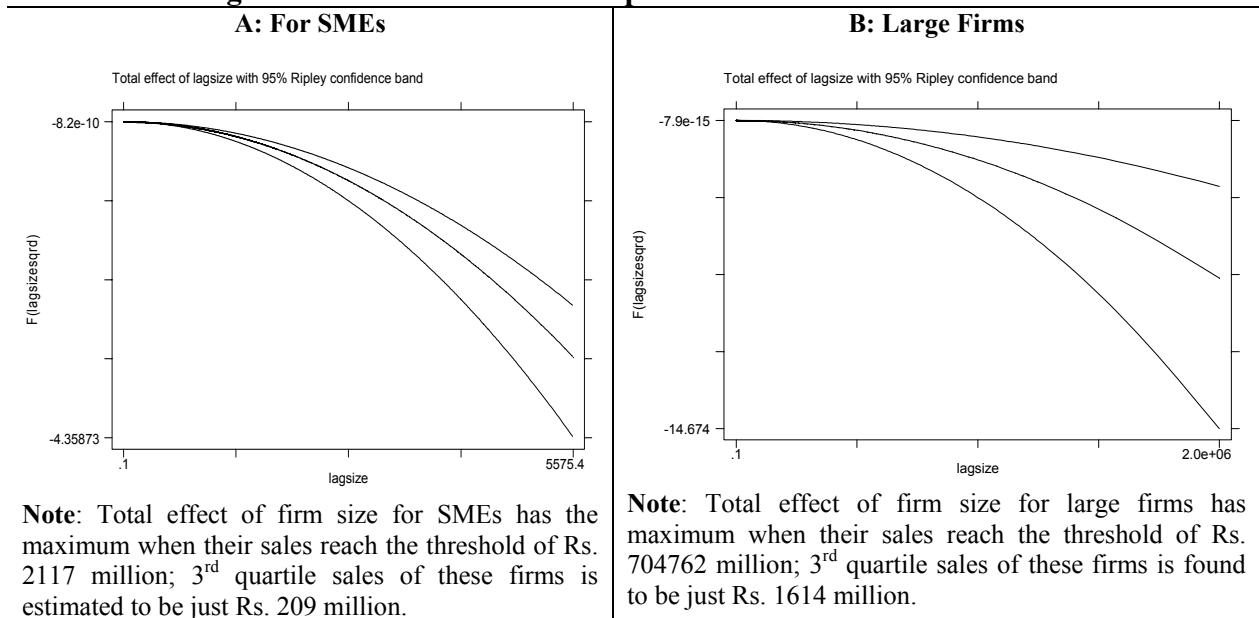 A: For SMEs
Total effect of lagsize with 95% Ripley confidence band
-8.2e-10
F(lagsizesqrd)
-4.35873
.1
5575.4
lagsize
Note: Total effect of firm size for SMEs has the
maximum when their sales reach the threshold of Rs.
2117 million; 3rd quartile sales of these firms is
estimated to be just Rs. 209 million.
B: Large Firms
Total effect of lagsize with 95% Ripley confidence band
-7.9e-15
F(lagsizesqrd)
-14.674
.1
2.0e+06
lagsize
Note: Total effect of firm size for large firms has
maximum when their sales reach the threshold of Rs.
704762 million; 3rd quartile sales of these firms is found
to be just Rs. 1614 million.